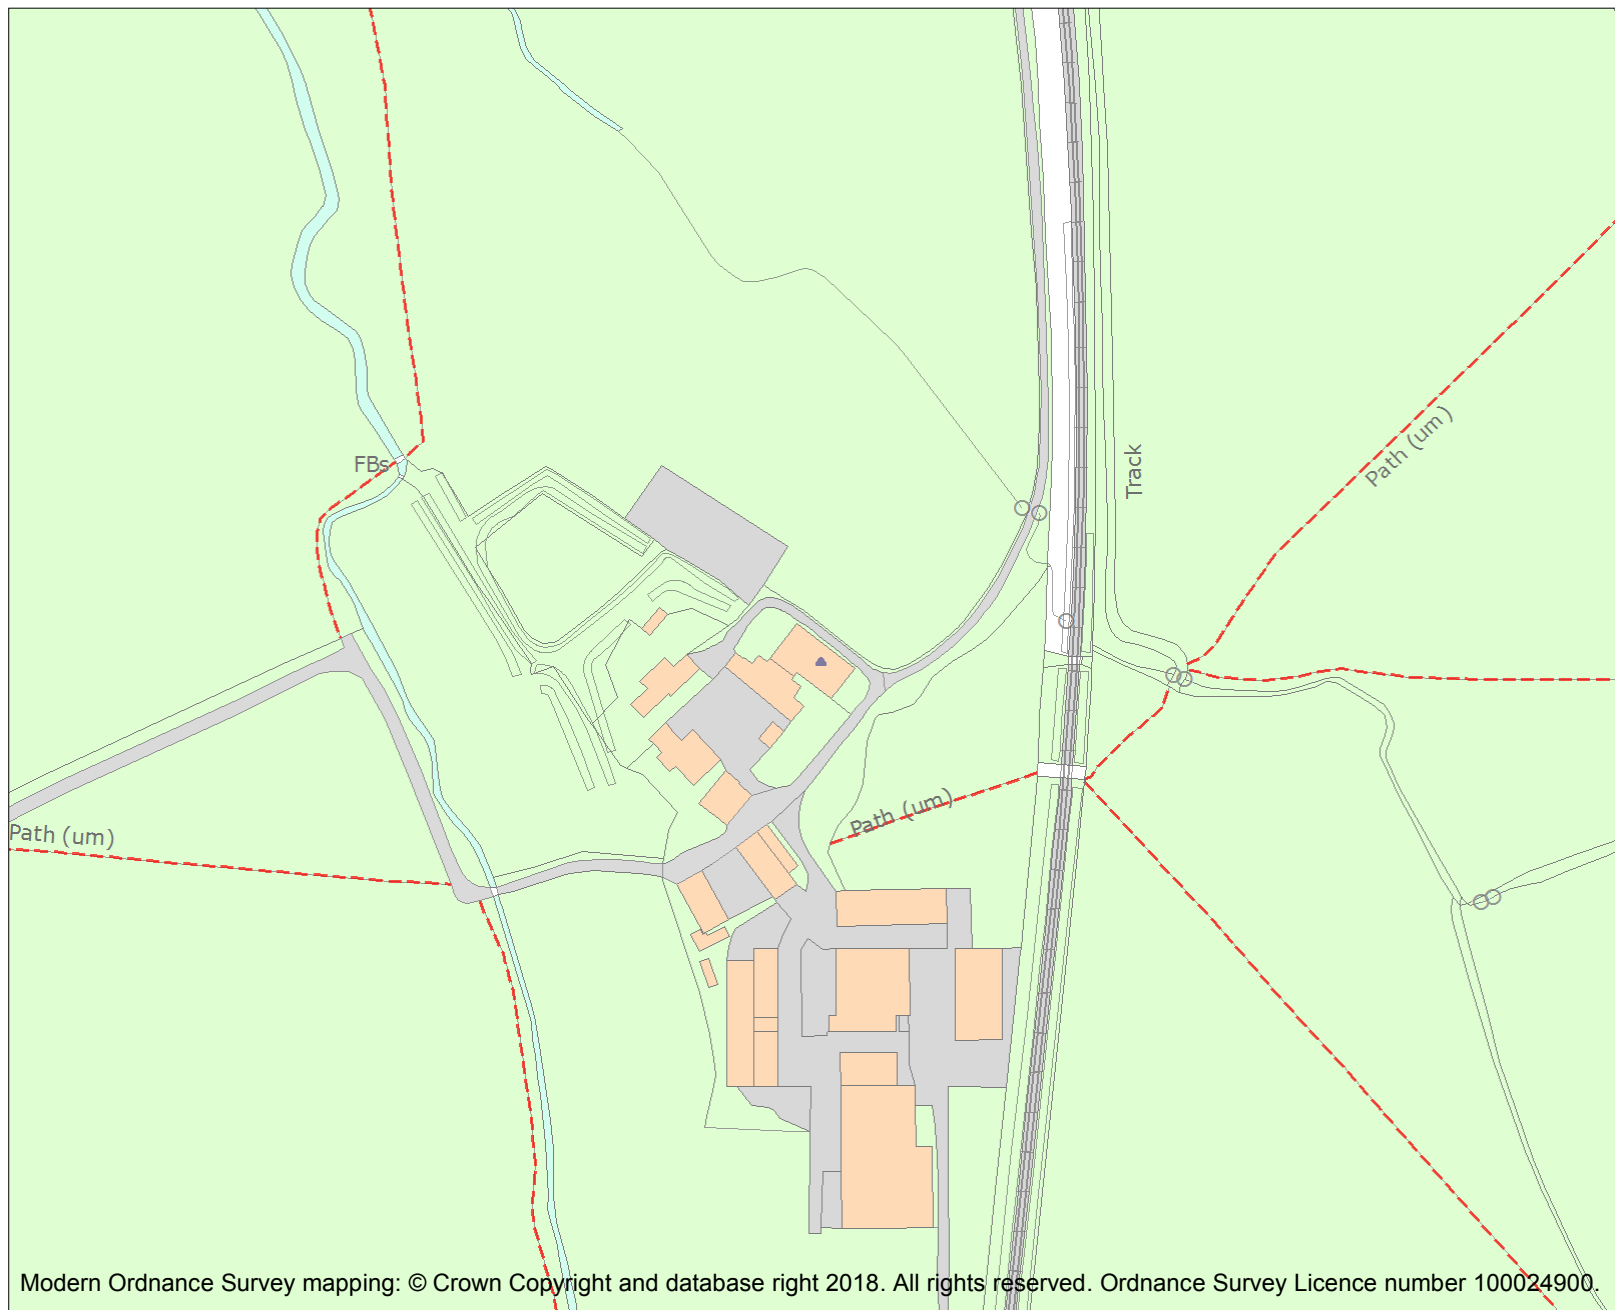 Path (um)
Track
FBs
Path (um)
Path (um)
Modern Ordnance Survey mapping: © Crown Copyright and database right 2018. All rights reserved. Ordnance Survey Licence number 100024900.